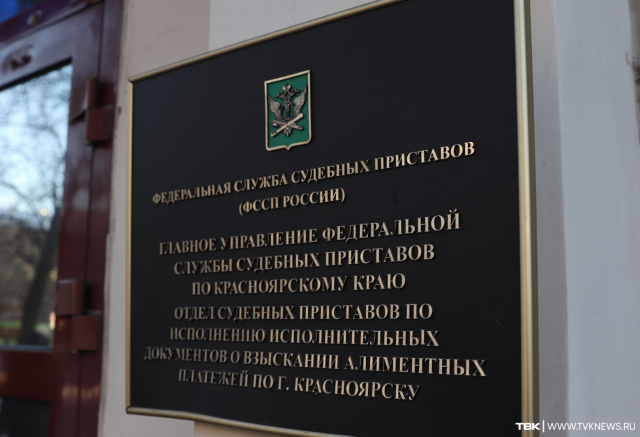 ФЕДЕРАЛЬНАЯ СЛУЖБА СУДЕБНЫХ ПРИСТАВОВ
(ФССП РОССИИ)
ГЛАВНОЕ УПРАВЛЕНИЕ ФЕДЕРАЛЬНОЙ
СЛУЖБЫ СУДЕБНЫХ ПРИСТАВОВ
ПО КРАСНОЯРСКОМУ КРАЮ
ОТДЕЛ СУДЕБНЫХ ПРИСТАВОВ ПО
ИСПОЛНЕНИЮ ИСПОЛНИТЕЛЬНЫХ
ДОКУМЕНТОВ О ВЗЫСКАНИИ АЛИМЕНТНЫХ
ПЛАТЕЖЕЙ ПО Г. КРАСНОЯРСКУ
ТВК | WWW.TVKNEWS.RU